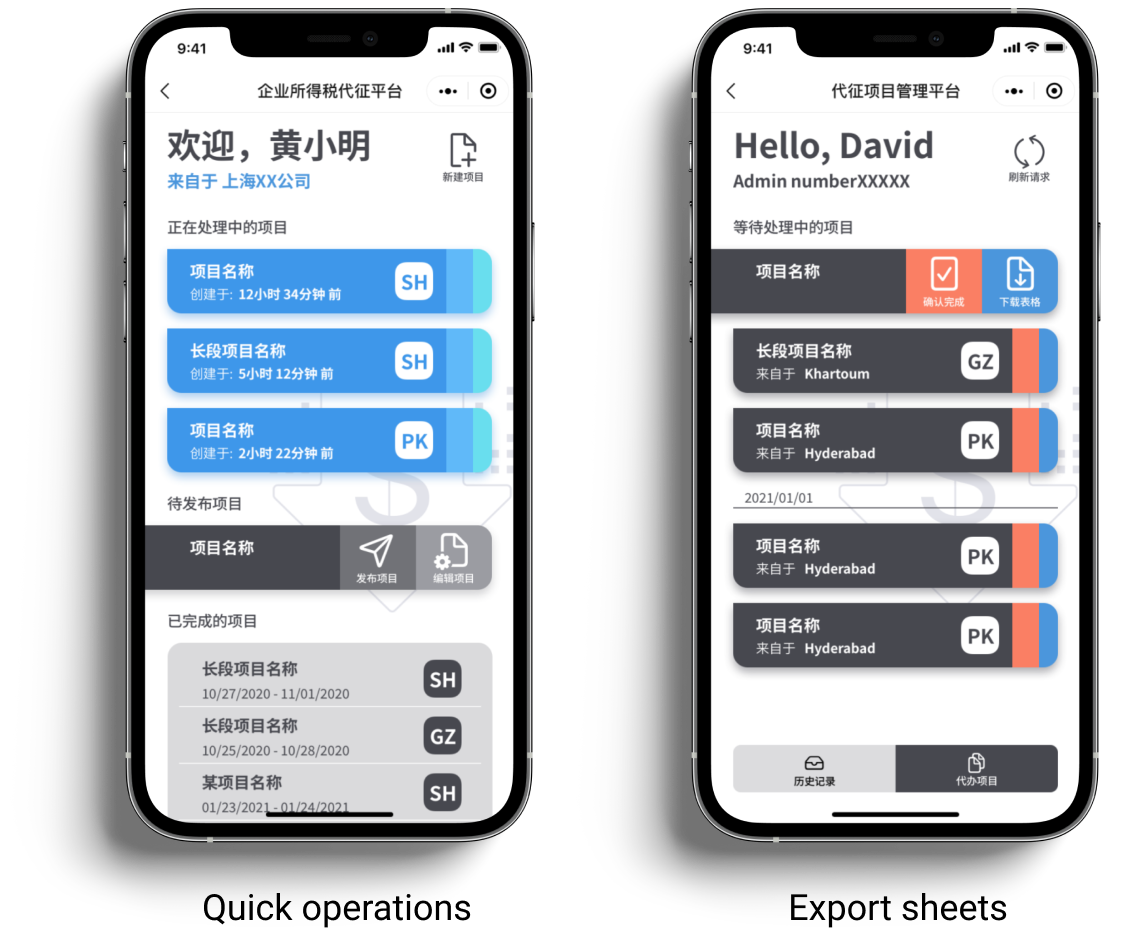 9:41
企业所得税代征平台
欢迎，黄小明
来自于 上海XX公司
新建项目
正在处理中的项目
项目名称
创建于: 12小时 34分钟 前
SH
长段项目名称
创建于: 5小时 12分钟 前
SH
项目名称
创建于: 2小时 22分钟 前
PK
待发布项目
项目名称
发布项目
编辑项目
已完成的项目
长段项目名称
10/27/2020 - 11/01/2020
SH
长段项目名称
10/25/2020 - 10/28/2020
GZ
某项目名称
01/23/2021 - 01/24/2021
SH
Quick operations
9:41
代征项目管理平台
Hello, David
Admin numberXXXXX
刷新请求
等待处理中的项目
项目名称
确认完成
下载表格
长段项目名称
来自于 Khartoum
GZ
项目名称
来自于 Hyderabad
PK
2021/01/01
项目名称
来自于 Hyderabad
PK
项目名称
来自于 Hyderabad
PK
历史记录
代办项目
Export sheets